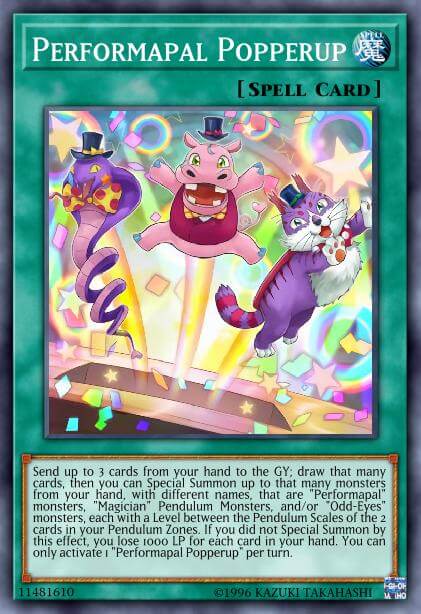 PERFORMAPAL POPPERUP
SPELL
魔
[SPELL CARD]
Send up to 3 cards from your hand to the GY; draw that many
cards, then you can Special Summon up to that many monsters
from your hand, with different names, that are "Performapal"
monsters, "Magician" Pendulum Monsters, and/or "Odd-Eyes"
monsters, each with a Level between the Pendulum Scales of the 2
cards in your Pendulum Zones. If you did not Special Summon by
this effect, you lose 1000 LP for each card in your hand. You can
only activate 1 "Performapal Popperup" per turn.
11481610
©1996 KAZUKI TAKAHASHI